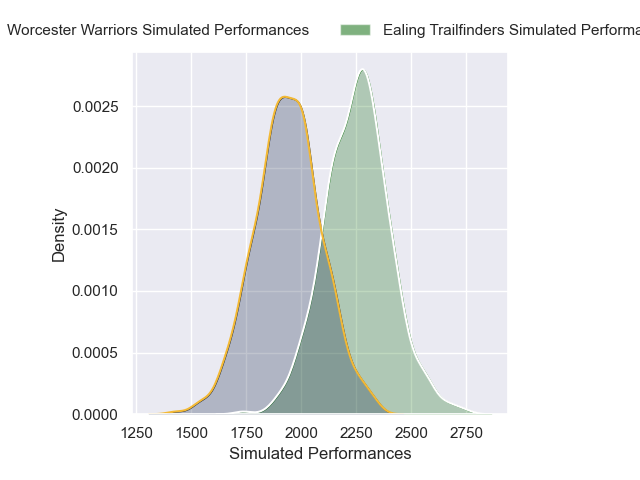 Worcester Warriors Simulated Performances
Ealing Trailfinders Simulated Performa
0.0025
0.0020
0.0015
0.0010
0.0005
0.0000
Density
1250 1500 1750 2000 2250 2500 2750
Simulated Performances